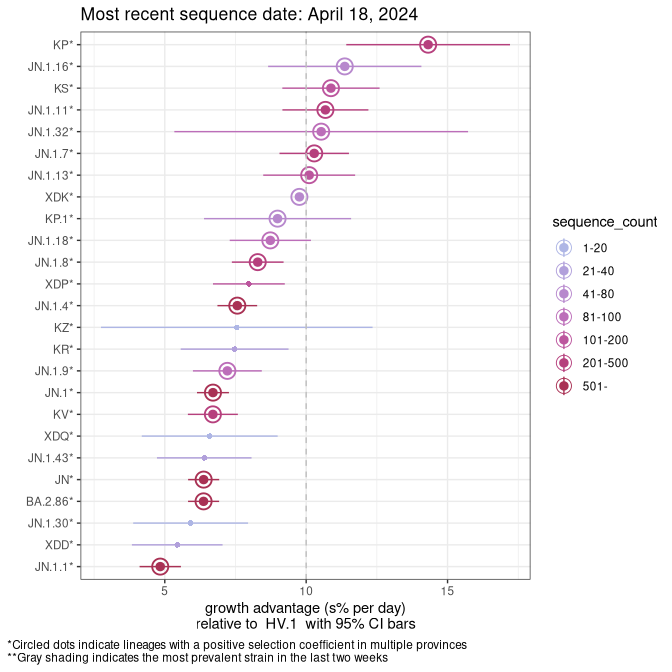 Most recent sequence date: April 18, 2024
KP*
JN.1.16*
KS*
JN.1.11*
JN.1.32*
JN.1.7*
JN.1.13*
XDK*
KP.1*
JN.1.18*
JN.1.8*
XDP*
JN.1.4*
KZ*
KR*
JN.1.9*
JN.1*
KV*
XDQ*
JN.1.43*
JN*
BA.2.86*
JN.1.30*
XDD*
JN.1.1*
5 10 15
growth advantage (s% per day)
relative to HV.1 with 95% CI bars
sequence_count
1-20
21-40
41-80
81-100
101-200
201-500
501-
*Circled dots indicate lineages with a positive selection coefficient in multiple provinces
**Gray shading indicates the most prevalent strain in the last two weeks